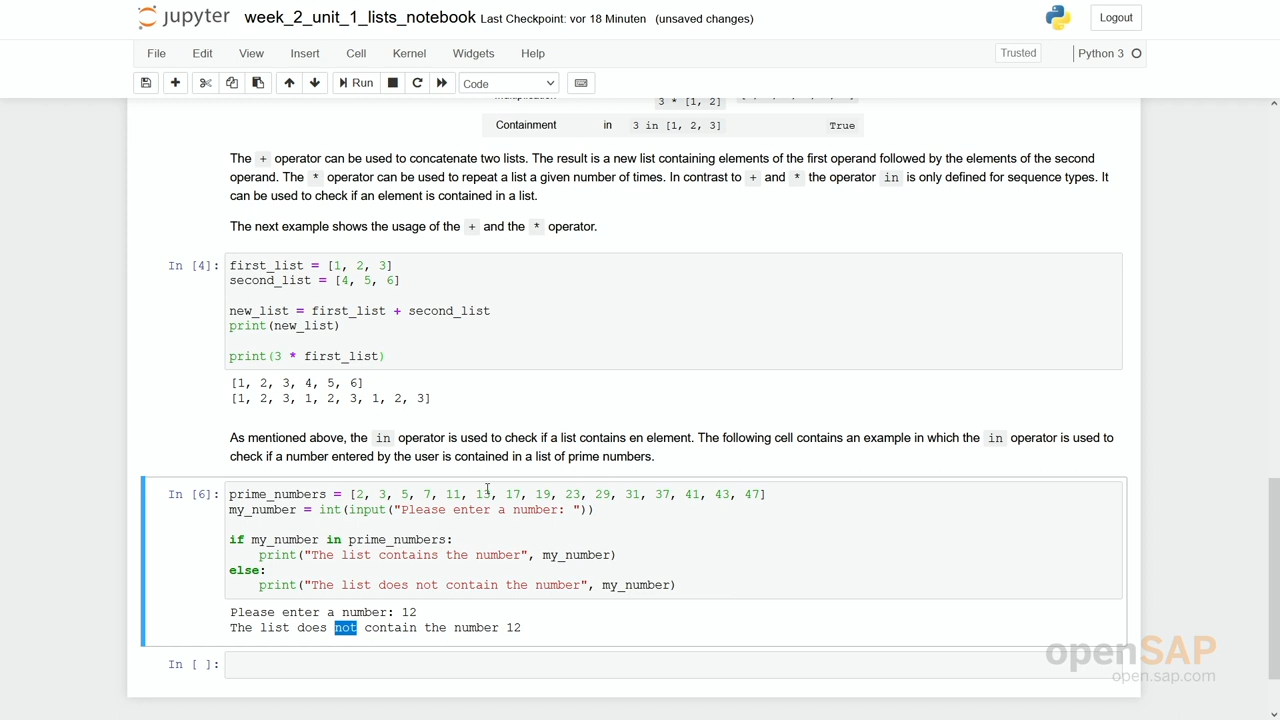 jupyter week_2_unit_1_lists_notebook Last Checkpoint: vor 18 Minuten (unsaved changes) Logout
File Edit View Insert Cell Kernel Widgets Help Trusted Python 3
Run Code
3 * [1, 2]
Containment in 3 in [1, 2, 3] True
The + operator can be used to concatenate two lists. The result is a new list containing elements of the first operand followed by the elements of the second
operand. The * operator can be used to repeat a list a given number of times. In contrast to + and * the operator in is only defined for sequence types. It
can be used to check if an element is contained in a list.
The next example shows the usage of the + and the * operator.
In [4]: first_list = [1, 2, 3]
second_list = [4, 5, 6]
new_list = first_list + second_list
print(new_list)
print(3 * first_list)
[1, 2, 3, 4, 5, 6]
[1, 2, 3, 1, 2, 3, 1, 2, 3]
As mentioned above, the in operator is used to check if a list contains en element. The following cell contains an example in which the in operator is used to
check if a number entered by the user is contained in a list of prime numbers.
In [6]: prime_numbers = [2, 3, 5, 7, 11, 13, 17, 19, 23, 29, 31, 37, 41, 43, 47]
my_number = int(input("Please enter a number: "))
if my_number in prime_numbers:
print("The list contains the number", my_number)
else:
print("The list does not contain the number", my_number)
Please enter a number: 12
The list does not contain the number 12
In [ ]:
openSAP
open.sap.com